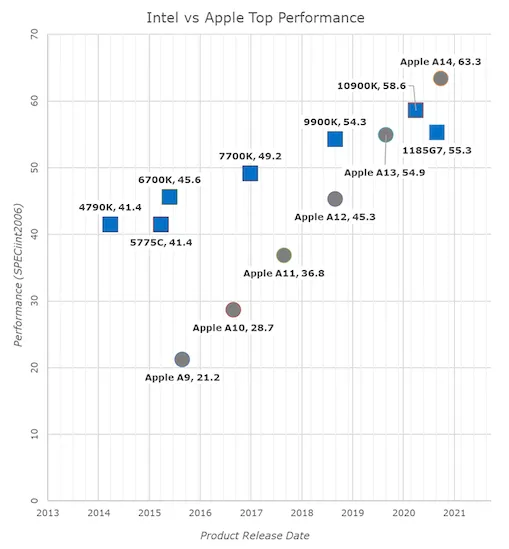 Intel vs Apple Top Performance
70
Apple A14, 63.3
10900K, 58.6
60
9900K, 54.3
1185G7, 55.3
7700K, 49.2
50
Apple A13, 54.9
6700K, 45.6
4790K, 41.4
Apple A12, 45.3
40
5775C, 41.4
Apple A11, 36.8
30
Apple A10, 28.7
20
Apple A9, 21.2
10
0
Performance (SPECiint2006)
2013 2014 2015 2016 2017 2018 2019 2020 2021
Product Release Date